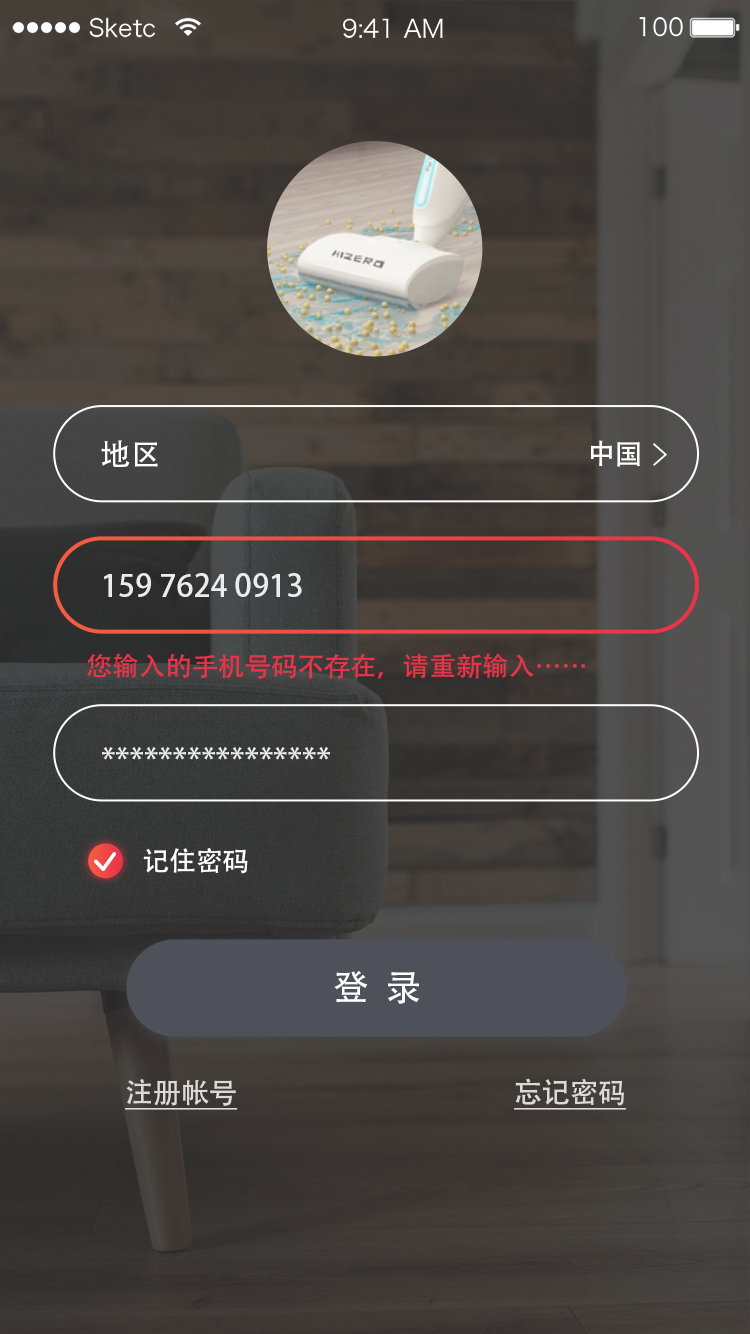 ●●●●● Sketc 9:41 AM 100
HIZERO
地区 中国 >
159 7624 0913
您输入的手机号码不存在，请重新输入……
****************
记住密码
登 录
注册帐号 忘记密码